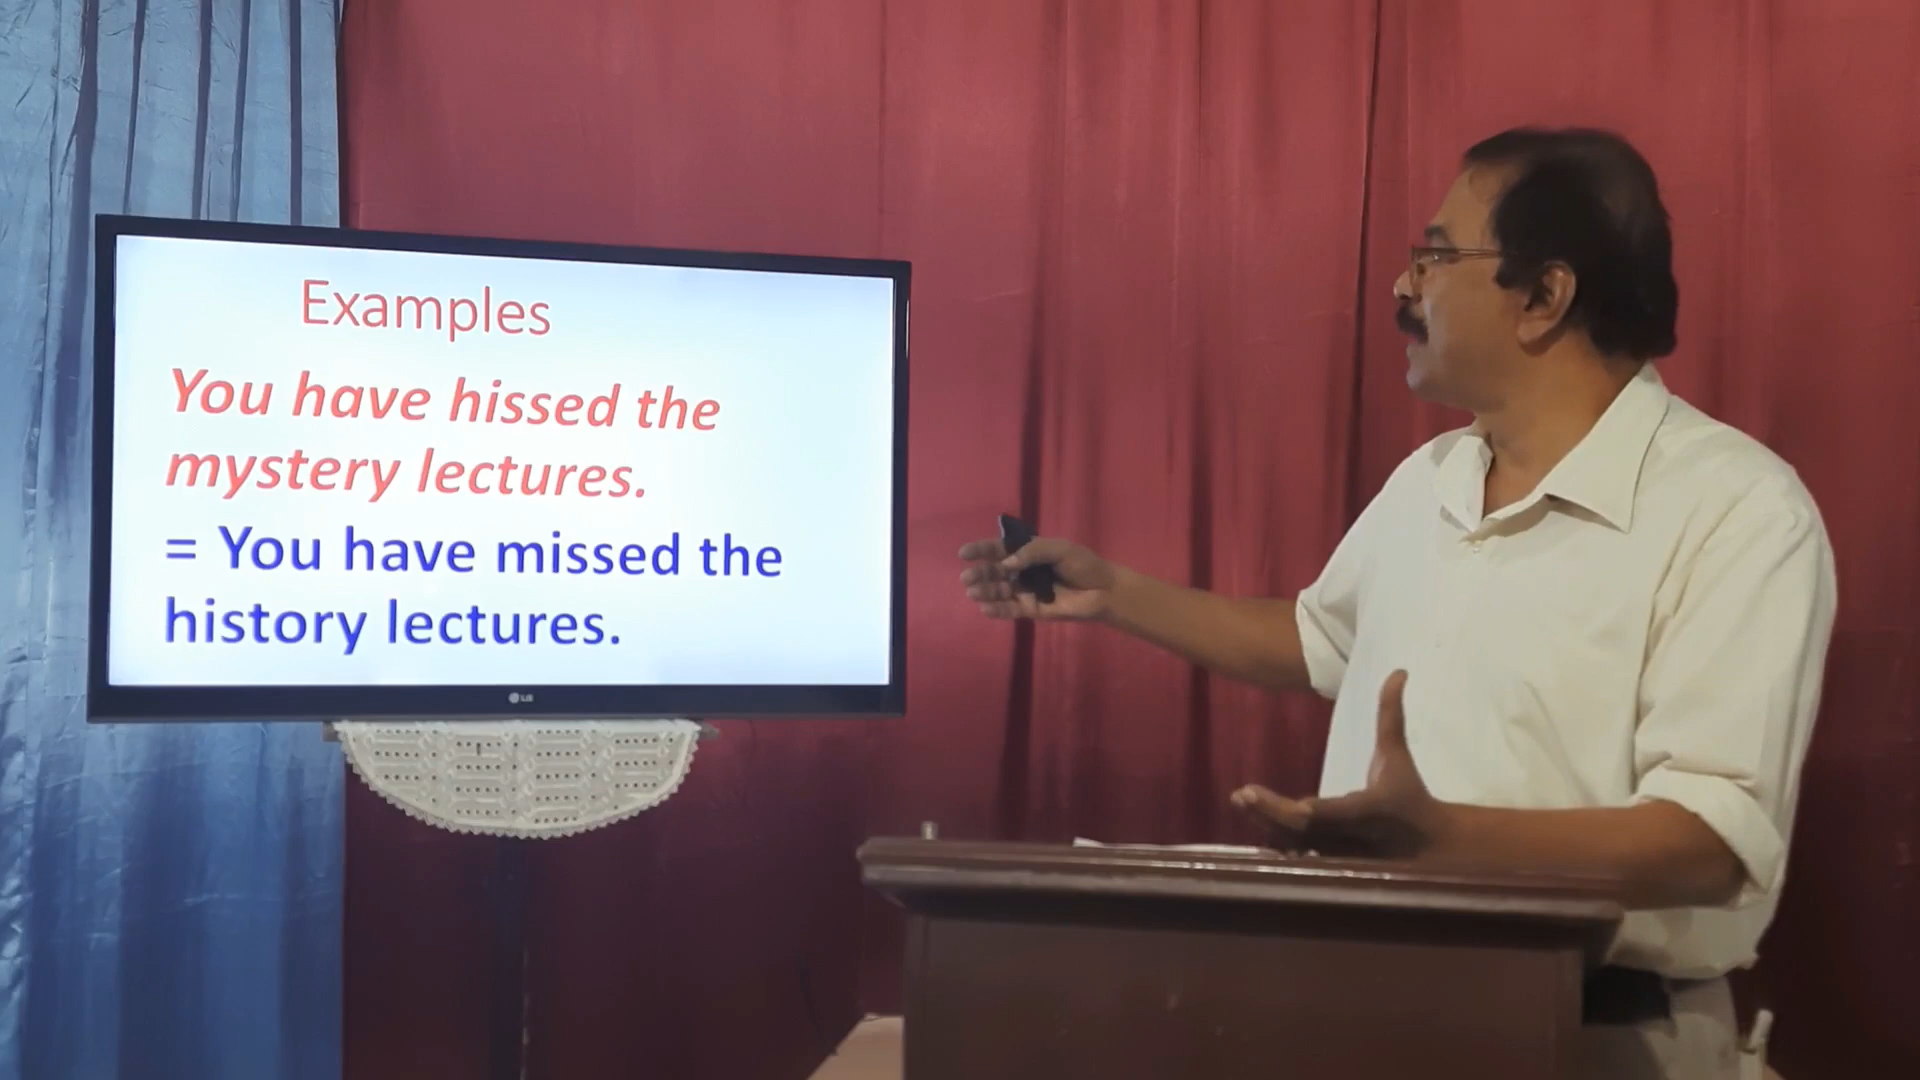 Examples
You have hissed the
mystery lectures.
= You have missed the
history lectures.
LG